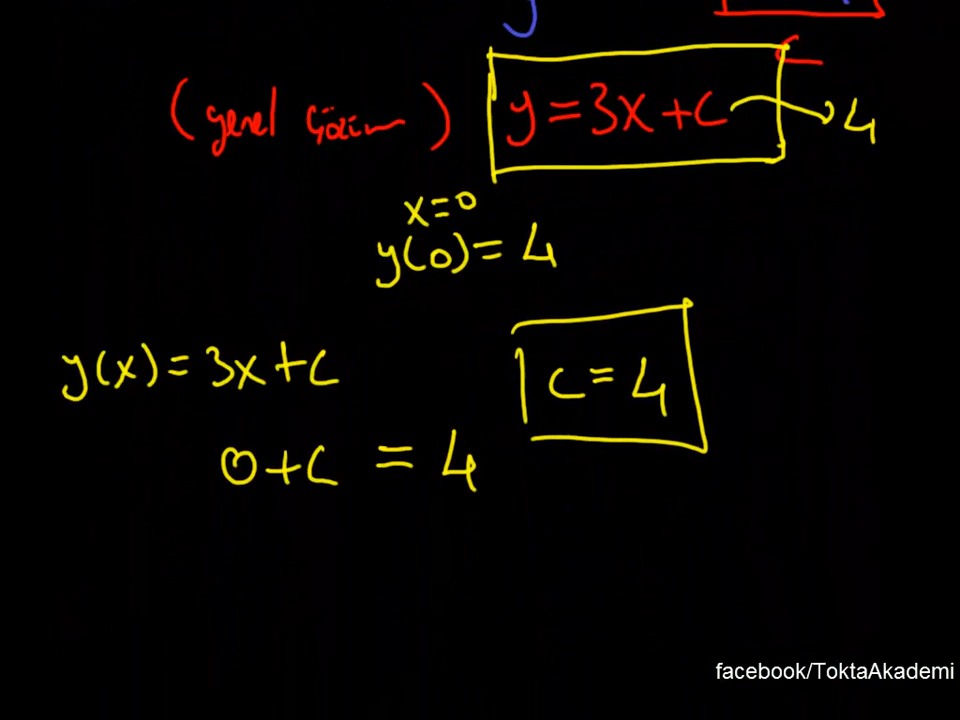 (genel çözüm) y = 3x + c → 4
x = 0
y(0) = 4
y(x) = 3x + c
c = 4
0 + c = 4
facebook/ToktaAkademi